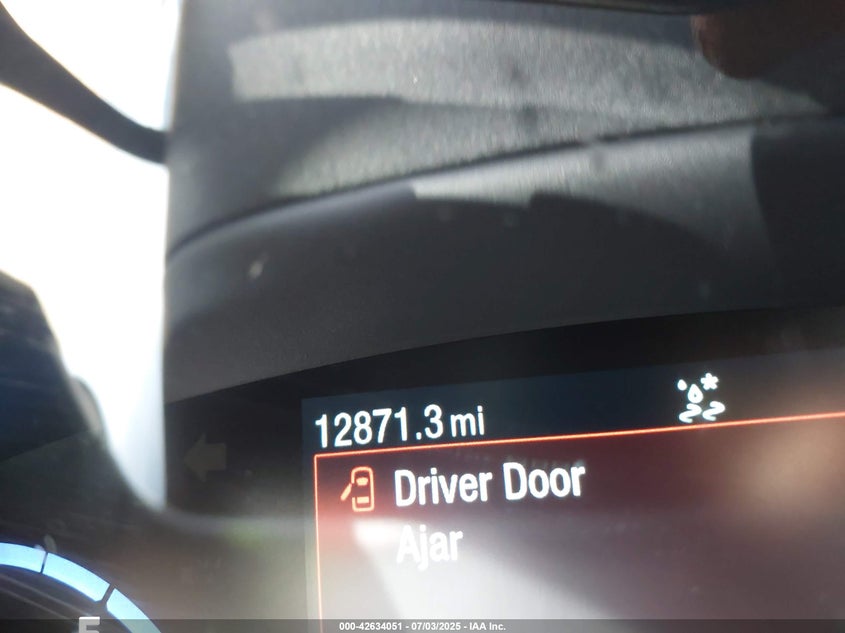 12871.3 mi
Driver Door
Ajar
E
000-42634051 - 07/03/2025 - IAA Inc.